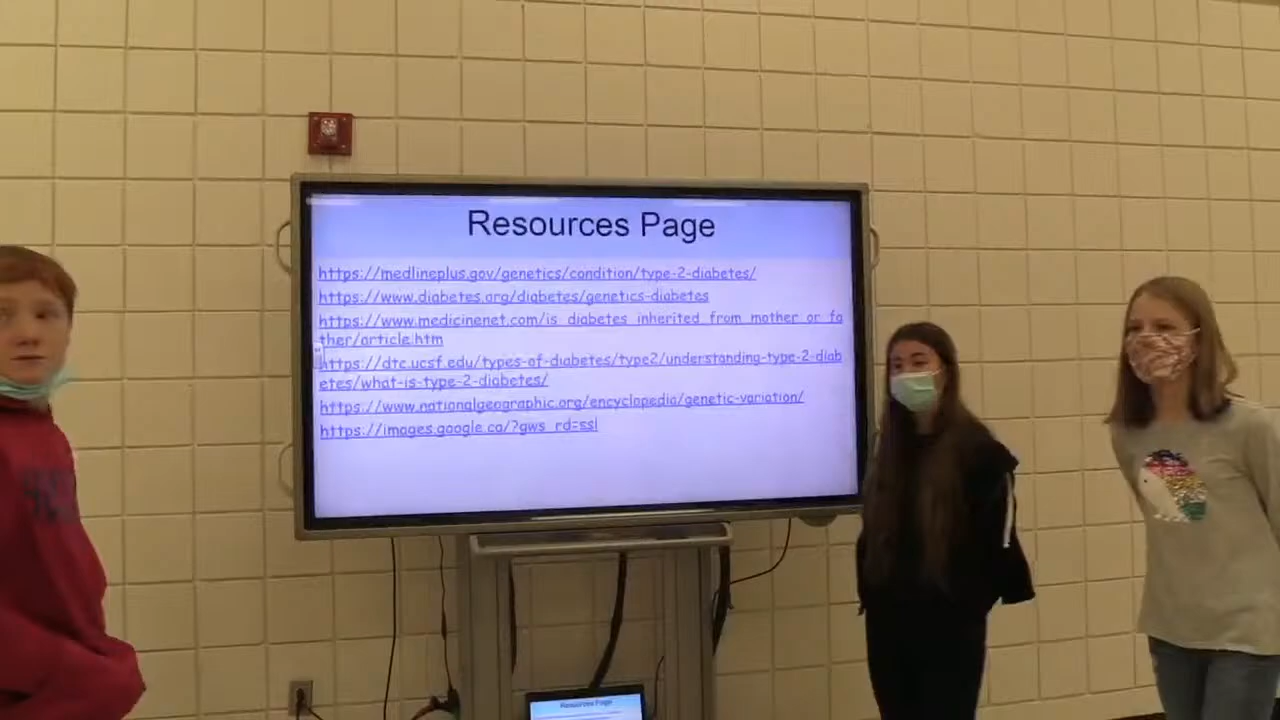 Resources Page
https://medlineplus.gov/genetics/condition/type-2-diabetes/
https://www.diabetes.org/diabetes/genetics-diabetes
https://www.medicinenet.com/is_diabetes_inherited_from_mother_or_fa
ther/article.htm
https://dtc.ucsf.edu/types-of-diabetes/type2/understanding-type-2-diab
etes/what-is-type-2-diabetes/
https://www.nationalgeographic.org/encyclopedia/genetic-variation/
https://images.google.ca/?gws_rd=ssl
Resources Page